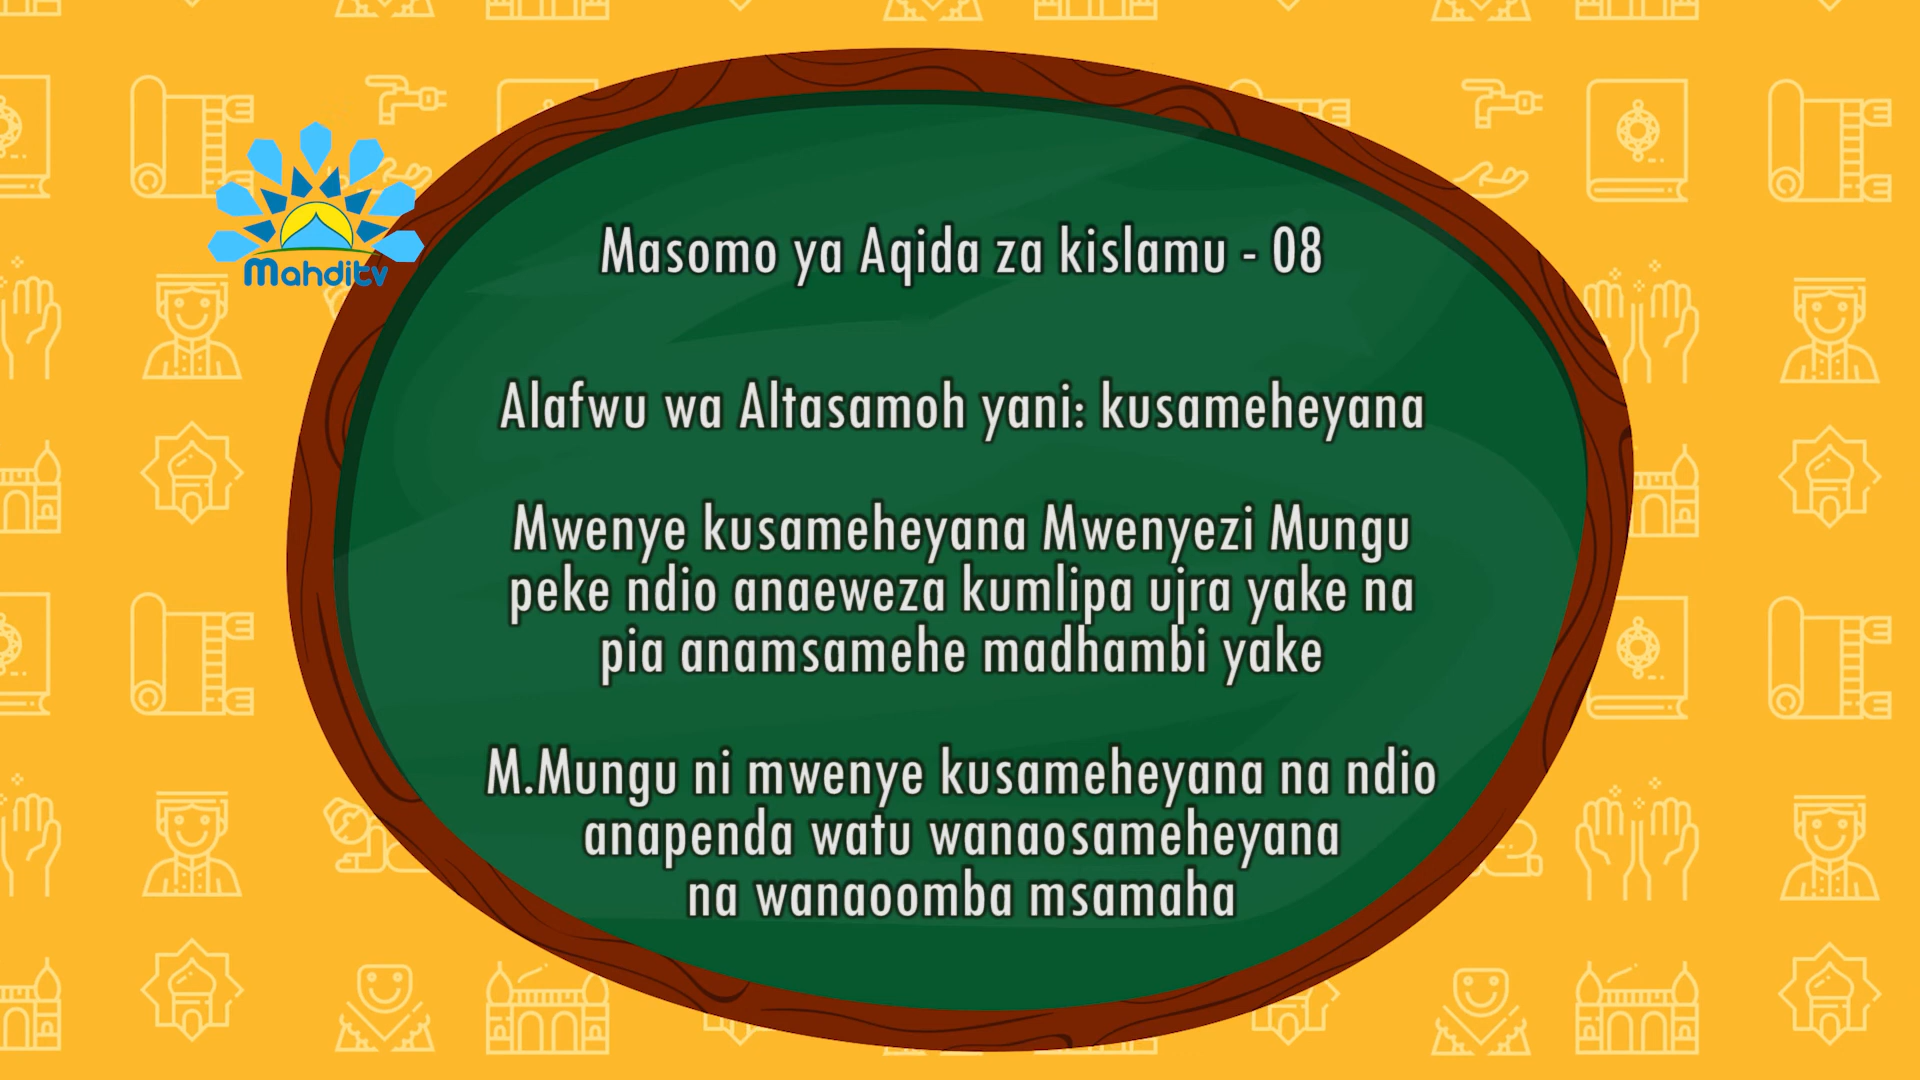 Mahditv
Masomo ya Aqida za kislamu - 08
Alafwu wa Altasamoh yani: kusameheyana
Mwenye kusameheyana Mwenyezi Mungu
peke ndio anaeweza kumlipa ujra yake na
pia anamsamehe madhambi yake
M.Mungu ni mwenye kusameheyana na ndio
anapenda watu wanaosameheyana
na wanaoomba msamaha